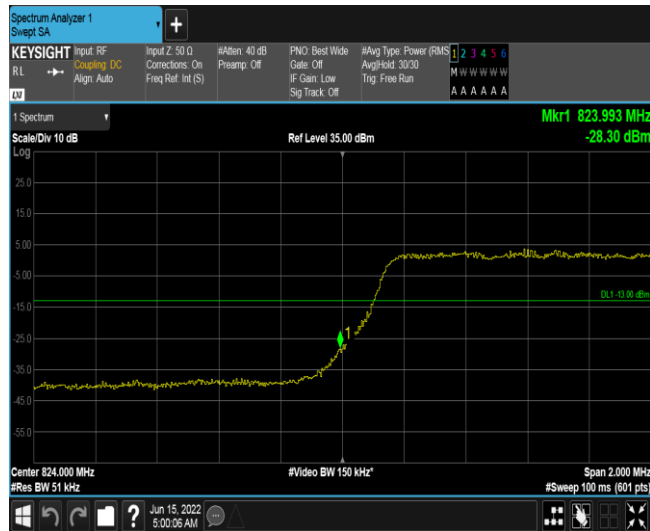 Spectrum Analyzer 1
Swept SA
KEYSIGHT
RL
LXI
Input: RF
Coupling: DC
Align: Auto
Input Z: 50 Ω
Corrections: On
Freq Ref: Int (S)
#Atten: 40 dB
Preamp: Off
PNO: Best Wide
Gate: Off
IF Gain: Low
Sig Track: Off
#Avg Type: Power (RMS
Avg|Hold: 30/30
Trig: Free Run
1 2 3 4 5 6
M W W W W W
A A A A A A
1 Spectrum
Scale/Div 10 dB
Log
Ref Level 35.00 dBm
Mkr1 823.993 MHz
-28.30 dBm
25.0
15.0
5.00
-5.00
DL1 -13.00 dBm
-15.0
1
-25.0
-35.0
-45.0
-55.0
Center 824.000 MHz
#Res BW 51 kHz
#Video BW 150 kHz*
Span 2.000 MHz
#Sweep 100 ms (601 pts)
Jun 15, 2022
5:00:06 AM